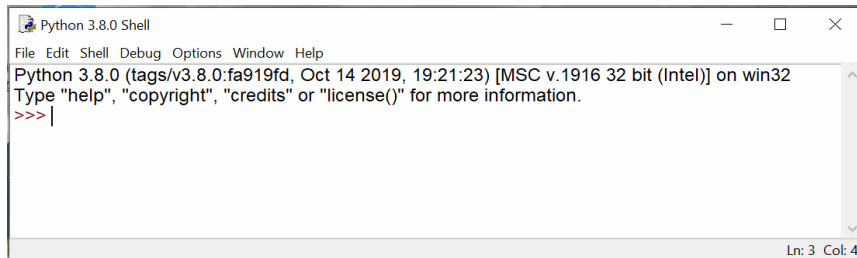 Python 3.8.0 Shell
File Edit Shell Debug Options Window Help
Python 3.8.0 (tags/v3.8.0:fa919fd, Oct 14 2019, 19:21:23) [MSC v.1916 32 bit (Intel)] on win32
Type "help", "copyright", "credits" or "license()" for more information.
>>>
Ln: 3 Col: 4